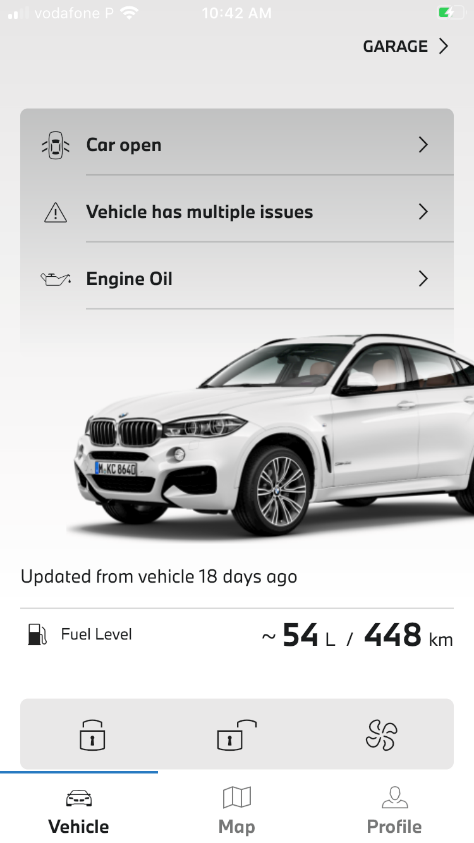 vodafone P 10:42 AM
GARAGE
Car open
Vehicle has multiple issues
Engine Oil
M KC 8640
Updated from vehicle 18 days ago
Fuel Level ~ 54 L / 448 km
Vehicle Map Profile